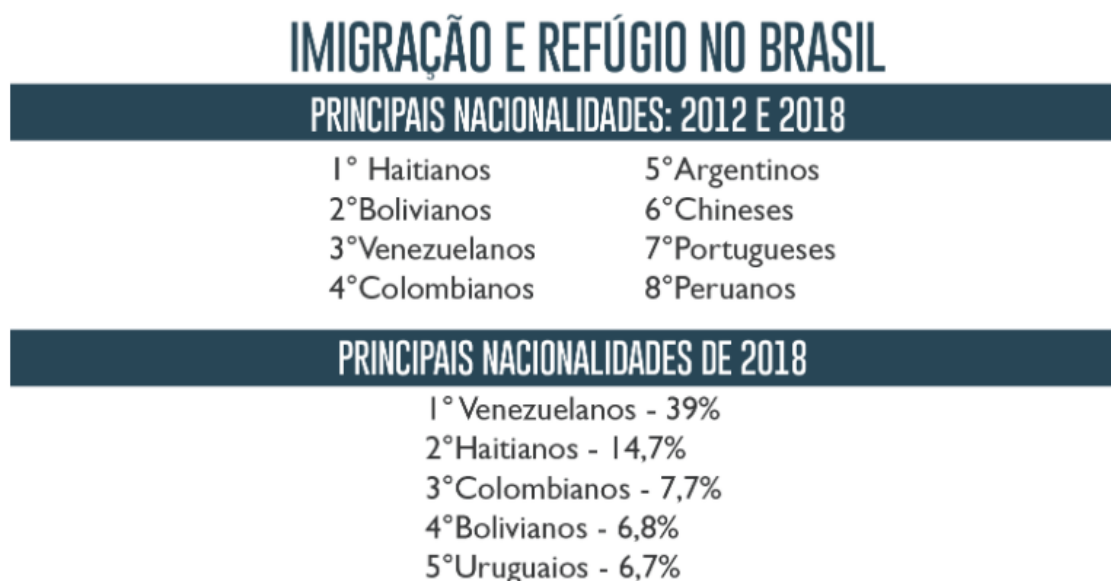 IMIGRAÇÃO E REFÚGIO NO BRASIL
PRINCIPAIS NACIONALIDADES: 2012 E 2018
1° Haitianos
2°Bolivianos
3°Venezuelanos
4°Colombianos
5°Argentinos
6°Chineses
7°Portugueses
8°Peruanos
PRINCIPAIS NACIONALIDADES DE 2018
1° Venezuelanos - 39%
2°Haitianos - 14,7%
3°Colombianos - 7,7%
4°Bolivianos - 6,8%
5°Uruguaios - 6,7%